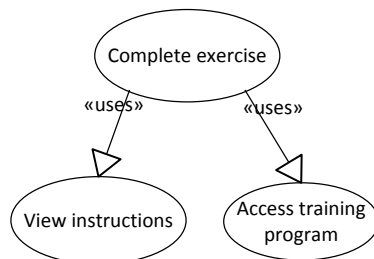 Complete exercise
«uses»
«uses»
View instructions
Access training
program